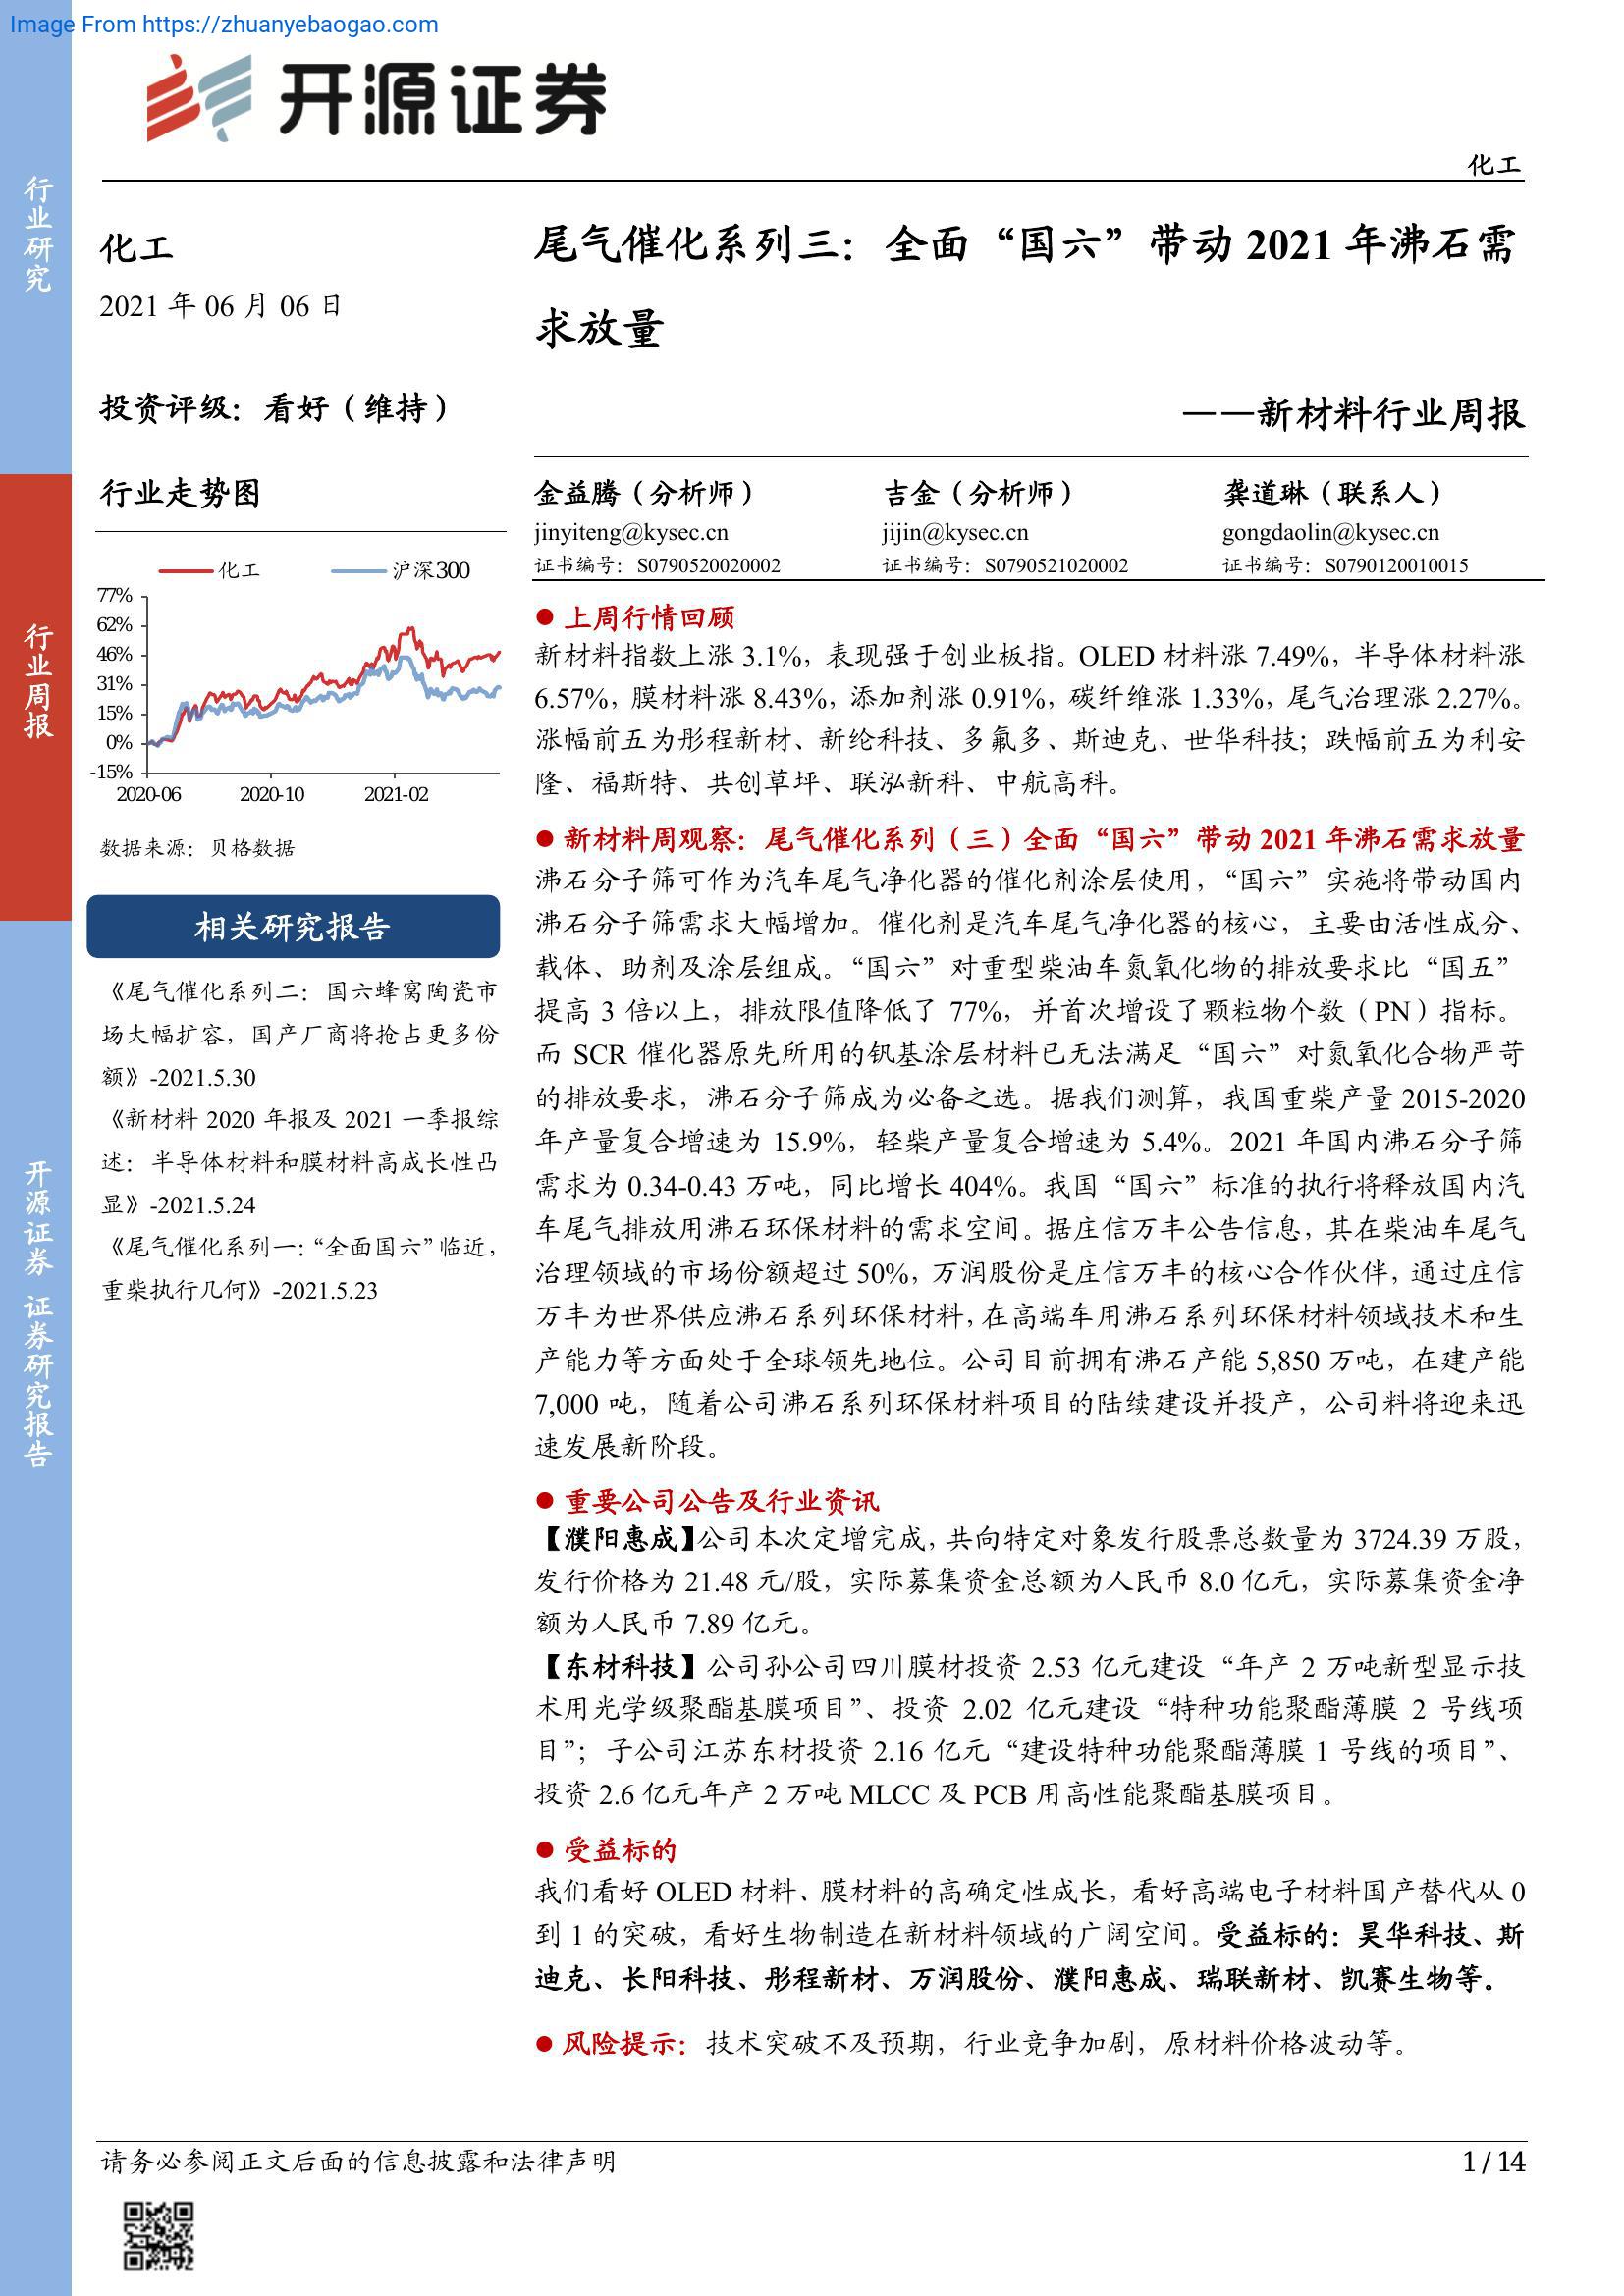 Image From https://zhuanyebaogao.com
开源证券
化工
行业研究
行业周报
开源证券 证券研究报告
化工
2021 年 06 月 06 日
投资评级：看好（维持）
行业走势图
化工
沪深300
77%
62%
46%
31%
15%
0%
-15%
2020-06
2020-10
2021-02
数据来源：贝格数据
相关研究报告
《尾气催化系列二：国六蜂窝陶瓷市
场大幅扩容，国产厂商将抢占更多份
额》-2021.5.30
《新材料 2020 年报及 2021 一季报综
述：半导体材料和膜材料高成长性凸
显》-2021.5.24
《尾气催化系列一：“全面国六”临近，
重柴执行几何》-2021.5.23
尾气催化系列三：全面“国六”带动 2021 年沸石需
求放量
——新材料行业周报
金益腾（分析师）
吉金（分析师）
龚道琳（联系人）
jinyiteng@kysec.cn
jijin@kysec.cn
gongdaolin@kysec.cn
证书编号：S0790520020002
证书编号：S0790521020002
证书编号：S0790120010015
● 上周行情回顾
新材料指数上涨 3.1%，表现强于创业板指。OLED 材料涨 7.49%，半导体材料涨
6.57%，膜材料涨 8.43%，添加剂涨 0.91%，碳纤维涨 1.33%，尾气治理涨 2.27%。
涨幅前五为彤程新材、新纶科技、多氟多、斯迪克、世华科技；跌幅前五为利安
隆、福斯特、共创草坪、联泓新科、中航高科。
● 新材料周观察：尾气催化系列（三）全面“国六”带动 2021 年沸石需求放量
沸石分子筛可作为汽车尾气净化器的催化剂涂层使用，“国六”实施将带动国内
沸石分子筛需求大幅增加。催化剂是汽车尾气净化器的核心，主要由活性成分、
载体、助剂及涂层组成。“国六”对重型柴油车氮氧化物的排放要求比“国五”
提高 3 倍以上，排放限值降低了 77%，并首次增设了颗粒物个数（PN）指标。
而 SCR 催化器原先所用的钒基涂层材料已无法满足“国六”对氮氧化合物严苛
的排放要求，沸石分子筛成为必备之选。据我们测算，我国重柴产量 2015-2020
年产量复合增速为 15.9%，轻柴产量复合增速为 5.4%。2021 年国内沸石分子筛
需求为 0.34-0.43 万吨，同比增长 404%。我国“国六”标准的执行将释放国内汽
车尾气排放用沸石环保材料的需求空间。据庄信万丰公告信息，其在柴油车尾气
治理领域的市场份额超过 50%，万润股份是庄信万丰的核心合作伙伴，通过庄信
万丰为世界供应沸石系列环保材料，在高端车用沸石系列环保材料领域技术和生
产能力等方面处于全球领先地位。公司目前拥有沸石产能 5,850 万吨，在建产能
7,000 吨，随着公司沸石系列环保材料项目的陆续建设并投产，公司料将迎来迅
速发展新阶段。
● 重要公司公告及行业资讯
【濮阳惠成】公司本次定增完成，共向特定对象发行股票总数量为 3724.39 万股，
发行价格为 21.48 元/股，实际募集资金总额为人民币 8.0 亿元，实际募集资金净
额为人民币 7.89 亿元。
【东材科技】公司孙公司四川膜材投资 2.53 亿元建设“年产 2 万吨新型显示技
术用光学级聚酯基膜项目”、投资 2.02 亿元建设“特种功能聚酯薄膜 2 号线项
目”；子公司江苏东材投资 2.16 亿元“建设特种功能聚酯薄膜 1 号线的项目”、
投资 2.6 亿元年产 2 万吨 MLCC 及 PCB 用高性能聚酯基膜项目。
● 受益标的
我们看好 OLED 材料、膜材料的高确定性成长，看好高端电子材料国产替代从 0
到 1 的突破，看好生物制造在新材料领域的广阔空间。受益标的：昊华科技、斯
迪克、长阳科技、彤程新材、万润股份、濮阳惠成、瑞联新材、凯赛生物等。
● 风险提示：技术突破不及预期，行业竞争加剧，原材料价格波动等。
请务必参阅正文后面的信息披露和法律声明
1 / 14